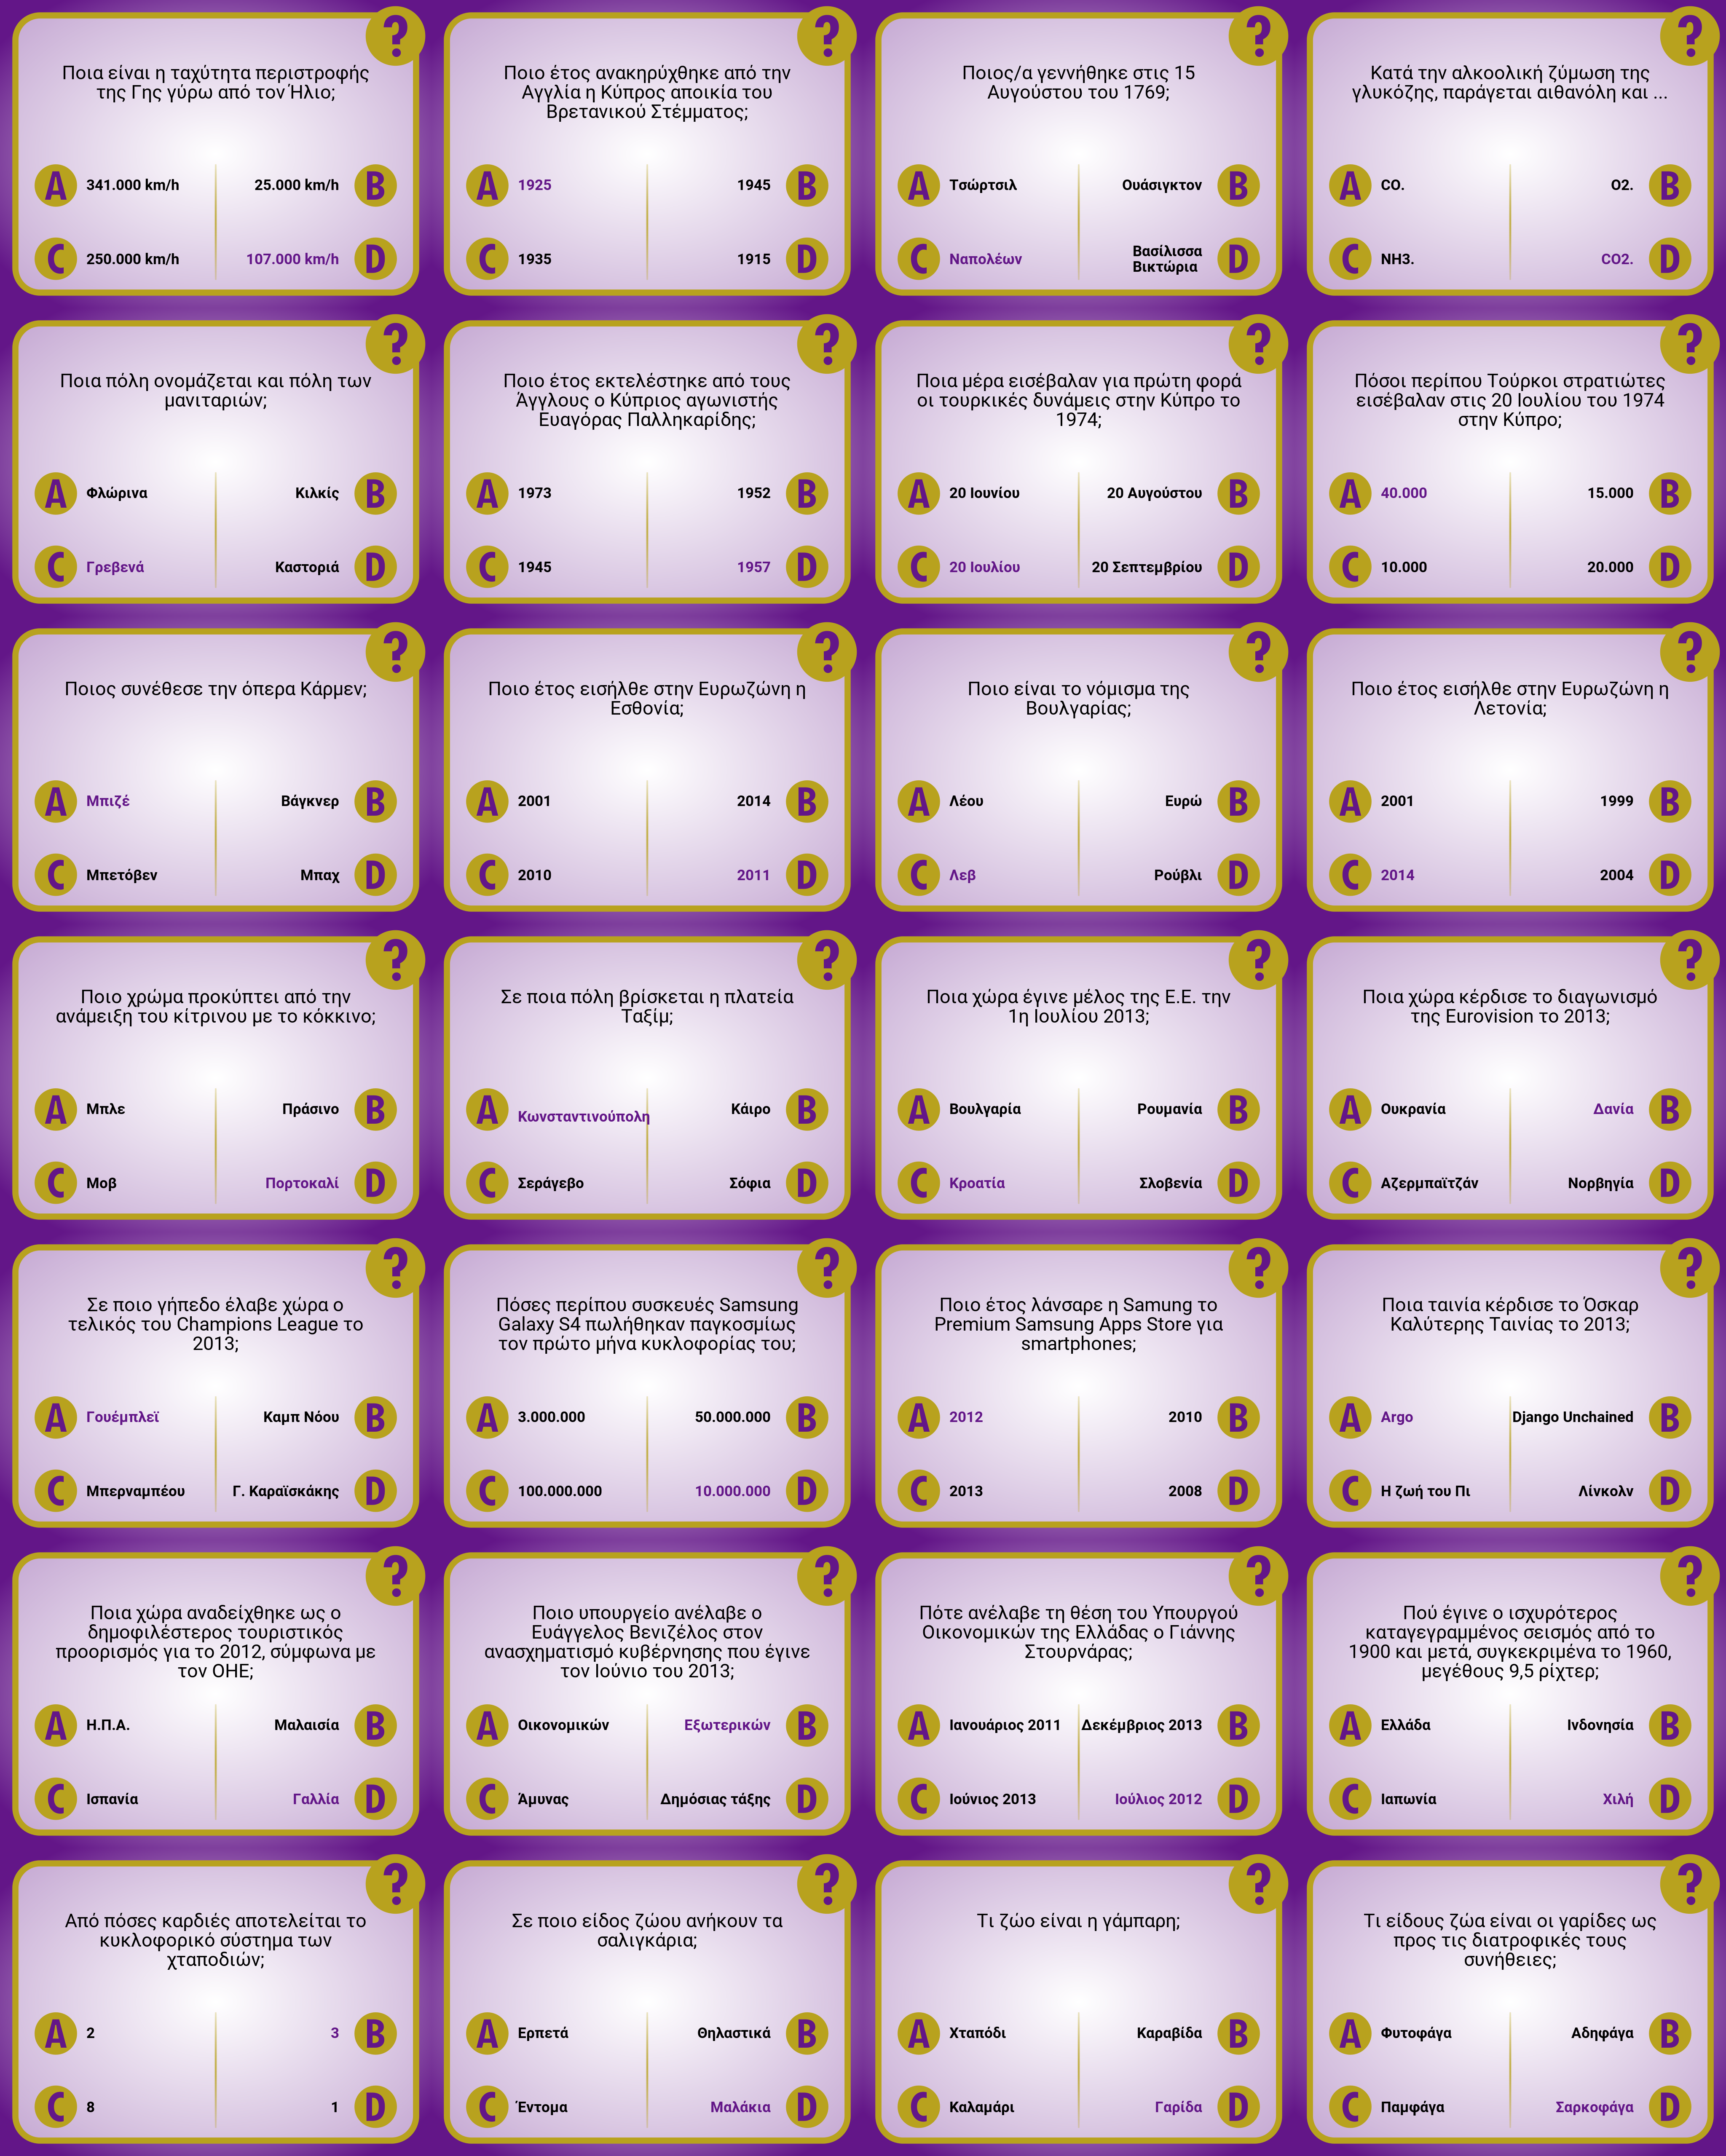 ?
Ποια είναι η ταχύτητα περιστροφής
της Γης γύρω από τον Ήλιο;
A 341.000 km/h 25.000 km/h B
C 250.000 km/h 107.000 km/h D
?
Ποιο έτος ανακηρύχθηκε από την
Αγγλία η Κύπρος αποικία του
Βρετανικού Στέμματος;
A 1925 1945 B
C 1935 1915 D
?
Ποιος/α γεννήθηκε στις 15
Αυγούστου του 1769;
A Τσώρτσιλ Ουάσιγκτον B
C Ναπολέων Βασίλισσα
Βικτώρια D
?
Κατά την αλκοολική ζύμωση της
γλυκόζης, παράγεται αιθανόλη και ...
A CO. O2. B
C NH3. CO2. D
?
Ποια πόλη ονομάζεται και πόλη των
μανιταριών;
A Φλώρινα Κιλκίς B
C Γρεβενά Καστοριά D
?
Ποιο έτος εκτελέστηκε από τους
Άγγλους ο Κύπριος αγωνιστής
Ευαγόρας Παλληκαρίδης;
A 1973 1952 B
C 1945 1957 D
?
Ποια μέρα εισέβαλαν για πρώτη φορά
οι τουρκικές δυνάμεις στην Κύπρο το
1974;
A 20 Ιουνίου 20 Αυγούστου B
C 20 Ιουλίου 20 Σεπτεμβρίου D
?
Πόσοι περίπου Τούρκοι στρατιώτες
εισέβαλαν στις 20 Ιουλίου του 1974
στην Κύπρο;
A 40.000 15.000 B
C 10.000 20.000 D
?
Ποιος συνέθεσε την όπερα Κάρμεν;
A Μπιζέ Βάγκνερ B
C Μπετόβεν Μπαχ D
?
Ποιο έτος εισήλθε στην Ευρωζώνη η
Εσθονία;
A 2001 2014 B
C 2010 2011 D
?
Ποιο είναι το νόμισμα της
Βουλγαρίας;
A Λέου Ευρώ B
C Λεβ Ρούβλι D
?
Ποιο έτος εισήλθε στην Ευρωζώνη η
Λετονία;
A 2001 1999 B
C 2014 2004 D
?
Ποιο χρώμα προκύπτει από την
ανάμειξη του κίτρινου με το κόκκινο;
A Μπλε Πράσινο B
C Μοβ Πορτοκαλί D
?
Σε ποια πόλη βρίσκεται η πλατεία
Ταξίμ;
A Κωνσταντινούπολη Κάιρο B
C Σεράγεβο Σόφια D
?
Ποια χώρα έγινε μέλος της Ε.Ε. την
1η Ιουλίου 2013;
A Βουλγαρία Ρουμανία B
C Κροατία Σλοβενία D
?
Ποια χώρα κέρδισε το διαγωνισμό
της Eurovision το 2013;
A Ουκρανία Δανία B
C Αζερμπαϊτζάν Νορβηγία D
?
Σε ποιο γήπεδο έλαβε χώρα ο
τελικός του Champions League το
2013;
A Γουέμπλεϊ Καμπ Νόου B
C Μπερναμπέου Γ. Καραϊσκάκης D
?
Πόσες περίπου συσκευές Samsung
Galaxy S4 πωλήθηκαν παγκοσμίως
τον πρώτο μήνα κυκλοφορίας του;
A 3.000.000 50.000.000 B
C 100.000.000 10.000.000 D
?
Ποιο έτος λάνσαρε η Samung το
Premium Samsung Apps Store για
smartphones;
A 2012 2010 B
C 2013 2008 D
?
Ποια ταινία κέρδισε το Όσκαρ
Καλύτερης Ταινίας το 2013;
A Argo Django Unchained B
C Η ζωή του Πι Λίνκολν D
?
Ποια χώρα αναδείχθηκε ως ο
δημοφιλέστερος τουριστικός
προορισμός για το 2012, σύμφωνα με
τον ΟΗΕ;
A Η.Π.Α. Μαλαισία B
C Ισπανία Γαλλία D
?
Ποιο υπουργείο ανέλαβε ο
Ευάγγελος Βενιζέλος στον
ανασχηματισμό κυβέρνησης που έγινε
τον Ιούνιο του 2013;
A Οικονομικών Εξωτερικών B
C Άμυνας Δημόσιας τάξης D
?
Πότε ανέλαβε τη θέση του Υπουργού
Οικονομικών της Ελλάδας ο Γιάννης
Στουρνάρας;
A Ιανουάριος 2011 Δεκέμβριος 2013 B
C Ιούνιος 2013 Ιούλιος 2012 D
?
Πού έγινε ο ισχυρότερος
καταγεγραμμένος σεισμός από το
1900 και μετά, συγκεκριμένα το 1960,
μεγέθους 9,5 ρίχτερ;
A Ελλάδα Ινδονησία B
C Ιαπωνία Χιλή D
?
Από πόσες καρδιές αποτελείται το
κυκλοφορικό σύστημα των
χταποδιών;
A 2 3 B
C 8 1 D
?
Σε ποιο είδος ζώου ανήκουν τα
σαλιγκάρια;
A Ερπετά Θηλαστικά B
C Έντομα Μαλάκια D
?
Τι ζώο είναι η γάμπαρη;
A Χταπόδι Καραβίδα B
C Καλαμάρι Γαρίδα D
?
Τι είδους ζώα είναι οι γαρίδες ως
προς τις διατροφικές τους
συνήθειες;
A Φυτοφάγα Αδηφάγα B
C Παμφάγα Σαρκοφάγα D